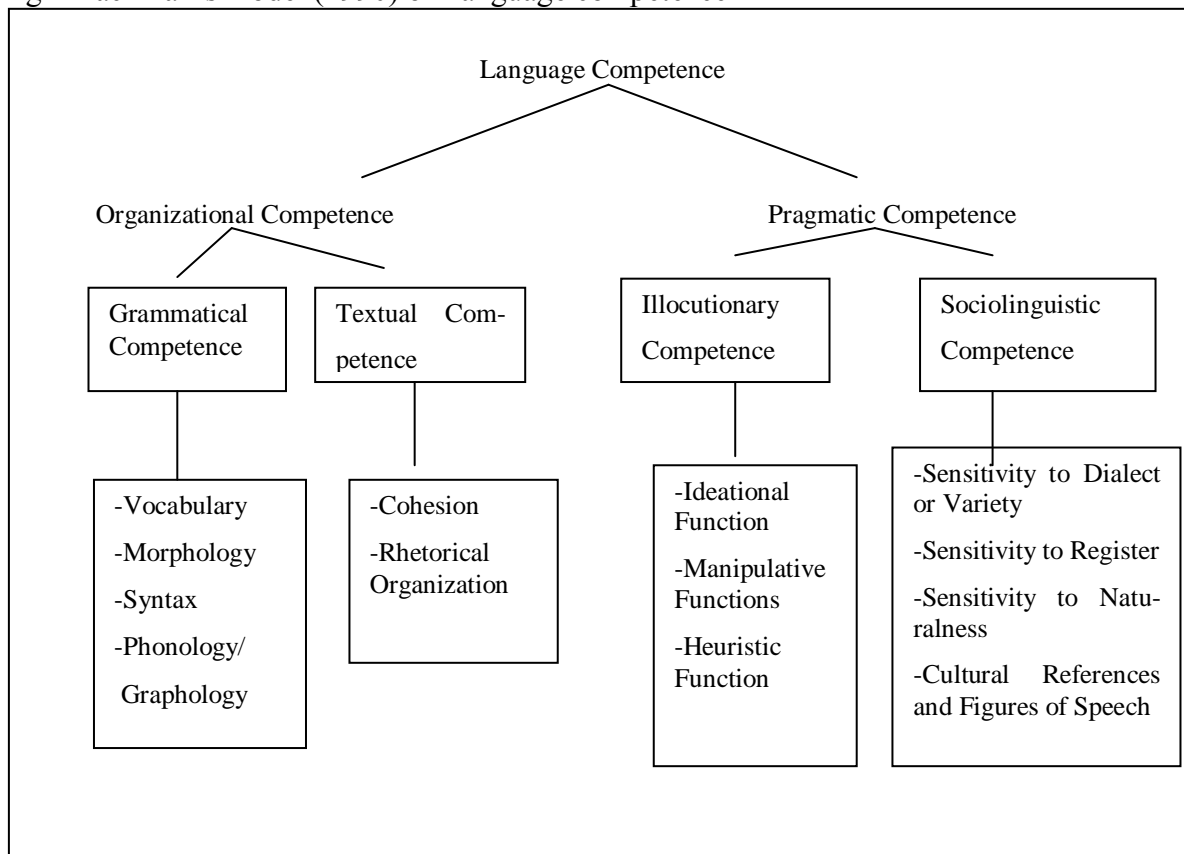 Language Competence
Organizational Competence
Pragmatic Competence
Grammatical
Competence
Textual Com-
petence
Illocutionary
Competence
Sociolinguistic
Competence
-Vocabulary
-Morphology
-Syntax
-Phonology/
Graphology
-Cohesion
-Rhetorical
Organization
-Ideational
Function
-Manipulative
Functions
-Heuristic
Function
-Sensitivity to Dialect
or Variety
-Sensitivity to Register
-Sensitivity to Natu-
ralness
-Cultural References
and Figures of Speech